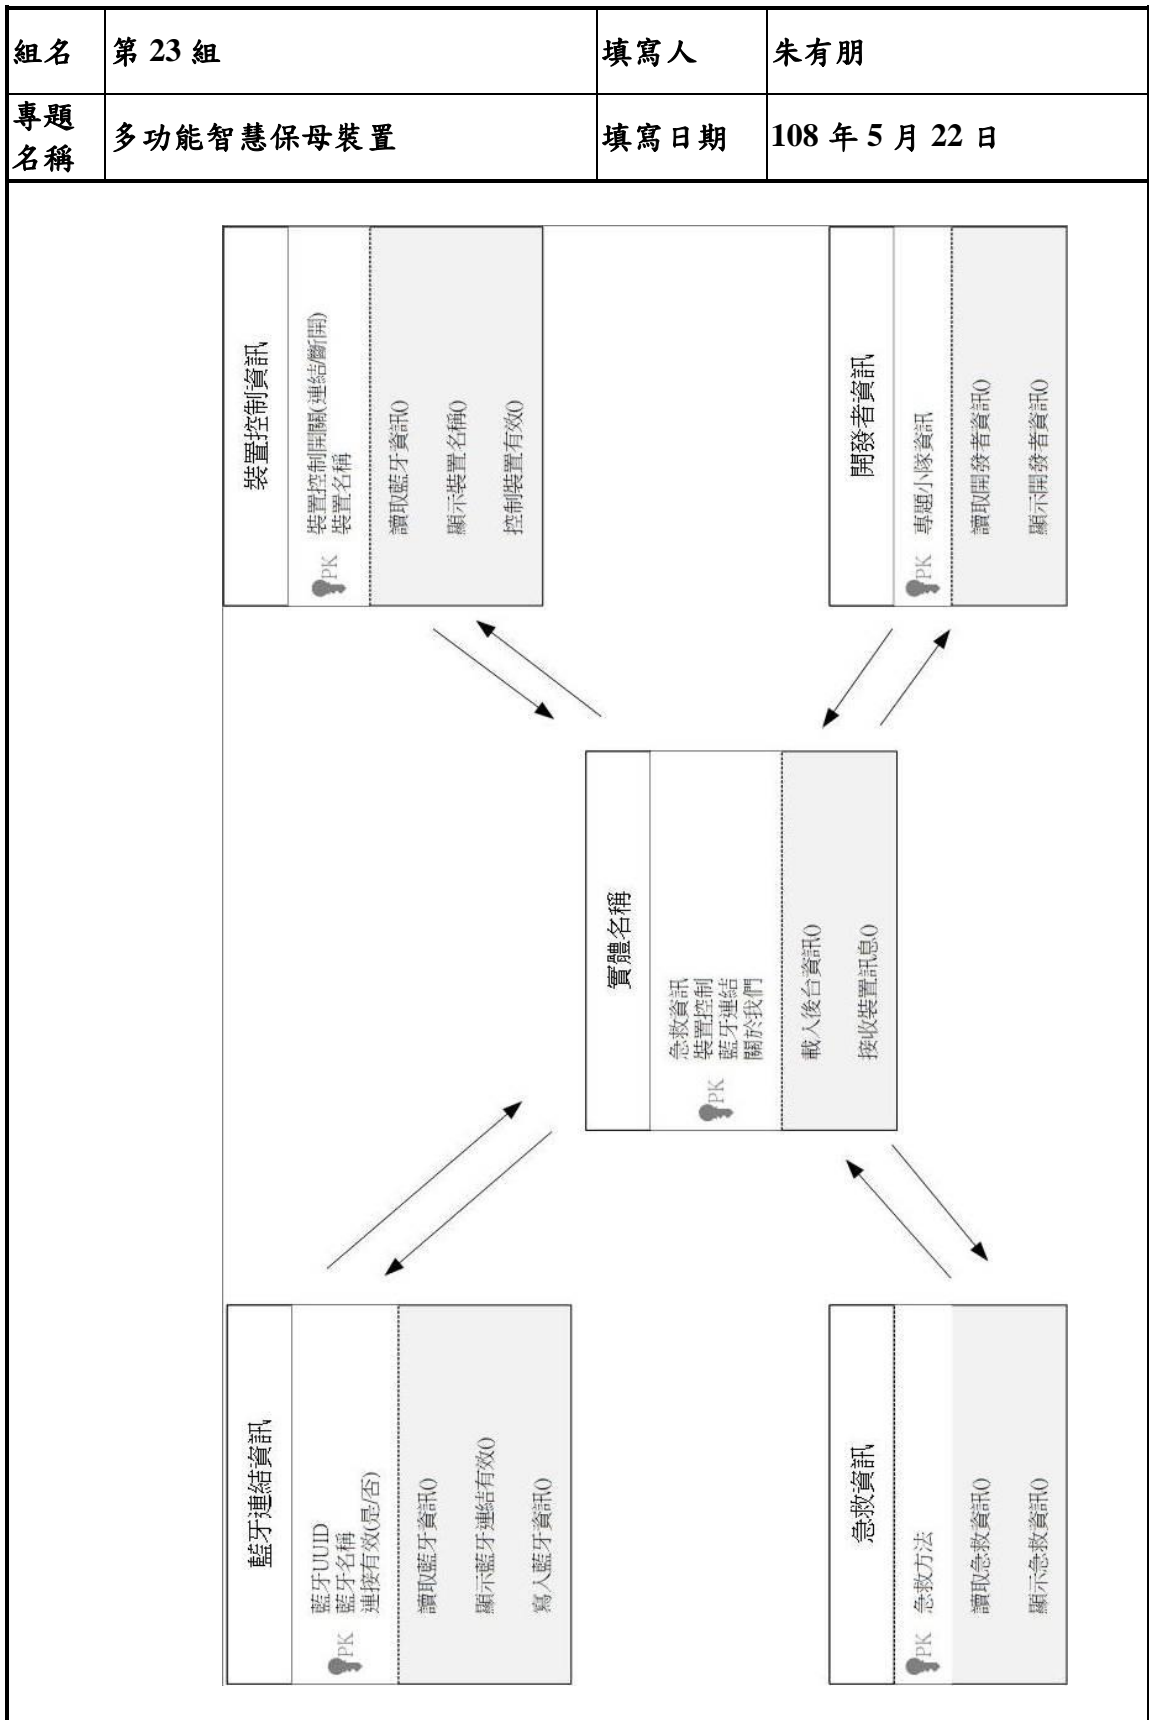 組名 第 23 組 填寫人 朱有朋
專題名稱 多功能智慧保母裝置 填寫日期 108 年 5 月 22 日
藍牙連結資訊
PK
藍牙UUID
藍牙名稱
連接有效(是/否)
讀取藍牙資訊()
顯示藍牙連結有效()
寫入藍牙資訊()
裝置控制資訊
PK
裝置控制開關(連結/斷開)
裝置名稱
讀取藍牙資訊()
顯示裝置名稱()
控制裝置有效()
實體名稱
PK
急救資訊
裝置控制
藍牙連結
關於我們
載入後台資訊()
接收裝置訊息()
急救資訊
PK 急救方法
讀取急救資訊()
顯示急救資訊()
開發者資訊
PK 專題小隊資訊
讀取開發者資訊()
顯示開發者資訊()